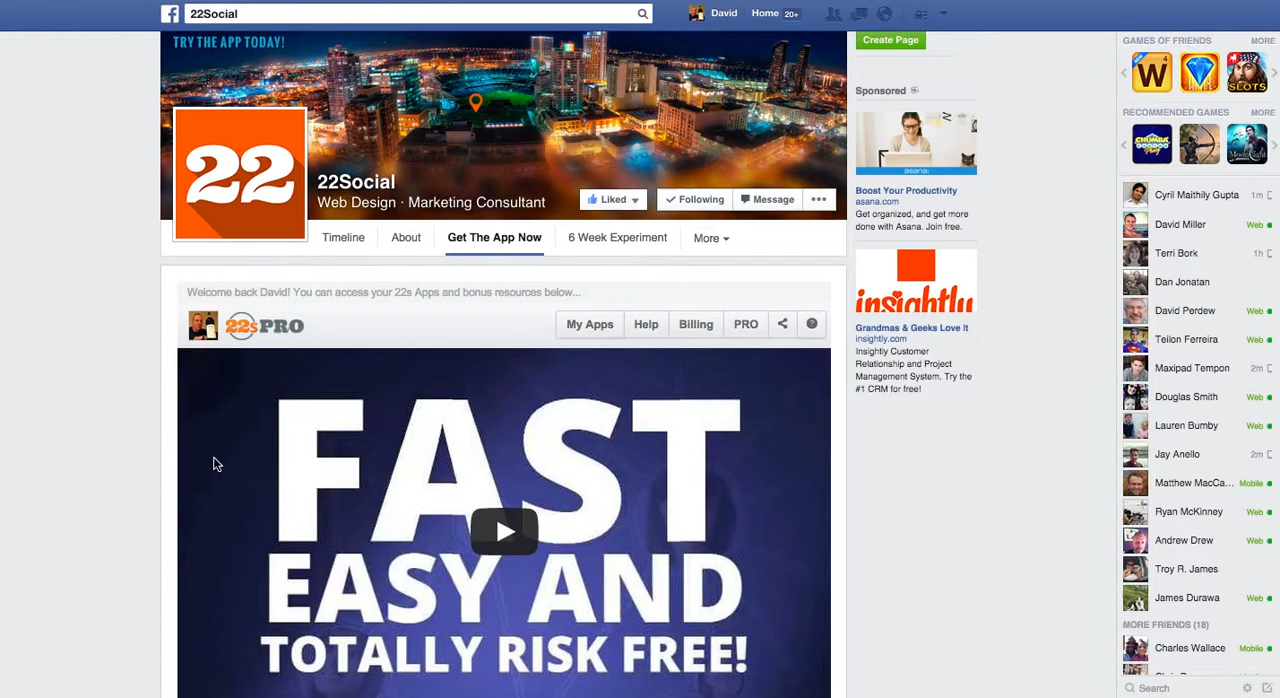 22Social
David
Home 20+
TRY THE APP TODAY!
22
22Social
Web Design · Marketing Consultant
Liked
Following
Message
Timeline
About
Get The App Now
6 Week Experiment
More
Welcome back David! You can access your 22s Apps and bonus resources below...
22s PRO
My Apps
Help
Billing
PRO
FAST
EASY AND
TOTALLY RISK FREE!
Create Page
Sponsored
asana
Boost Your Productivity
asana.com
Get organized, and get more
done with Asana. Join free.
insightly
Grandmas & Geeks Love It
insightly.com
Insightly Customer
Relationship and Project
Management System. Try the
#1 CRM for free!
GAMES OF FRIENDS MORE
W
4
SLOTS
RECOMMENDED GAMES MORE
Cyril Maithily Gupta 1m
David Miller Web
Terri Bork 1h
Dan Jonatan
David Perdew Web
Teilon Ferreira Web
Maxipad Tempon 2m
Douglas Smith Web
Lauren Bumby Web
Jay Anello 2m
Matthew MacCa... Mobile
Ryan McKinney Web
Andrew Drew Web
Troy R. James
James Durawa Web
MORE FRIENDS (18)
Charles Wallace Mobile
Search